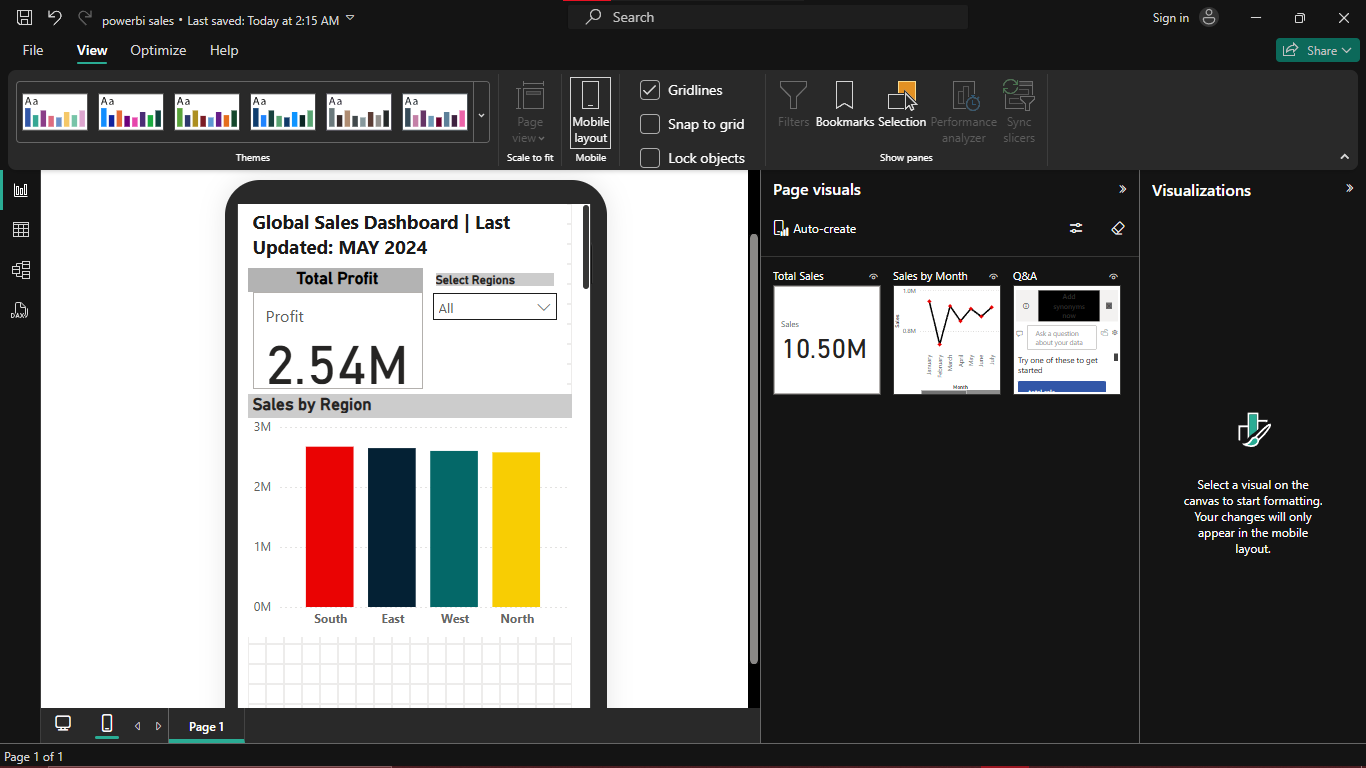 powerbi sales • Last saved: Today at 2:15 AM
Search
Sign in
File
View
Optimize
Help
Share
Aa
Aa
Aa
Aa
Aa
Aa
Themes
Page
view
Scale to fit
Mobile
layout
Mobile
Gridlines
Snap to grid
Lock objects
Filters
Bookmarks
Selection
Performance
analyzer
Sync
slicers
Show panes
Global Sales Dashboard | Last
Updated: MAY 2024
Total Profit
Select Regions
Profit
2.54M
All
Sales by Region
3M
2M
1M
0M
South
East
West
North
Page visuals
Auto-create
Total Sales
Sales
10.50M
Sales by Month
1.0M
0.8M
Sales
January
February
March
April
May
June
July
Month
Q&A
Add
synonyms
now
Ask a question
about your data
Try one of these to get
started
Visualizations
Select a visual on the
canvas to start formatting.
Your changes will only
appear in the mobile
layout.
DAX
Page 1
Page 1 of 1